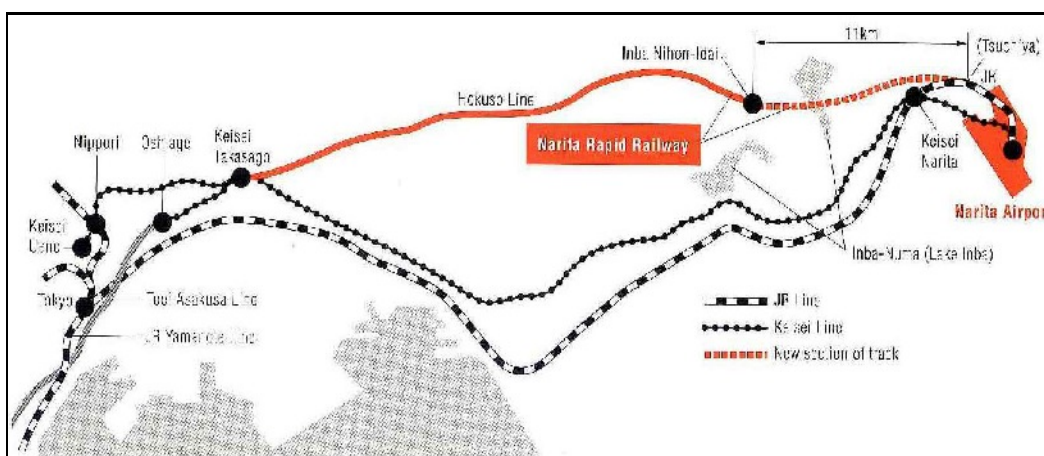 11km
(Tsuchiya)
JR
Inba Nihon-Idai
Hokuso Line
Narita Rapid Railway
Nippori
Oshiage
Keisei
Takasago
Keisei
Narita
Narita Airport
Keisei
Ueno
Inba-Numa (Lake Inba)
Tokyo
Toei Asakusa Line
JR Yamanote Line
JR Line
Keisei Line
New section of track